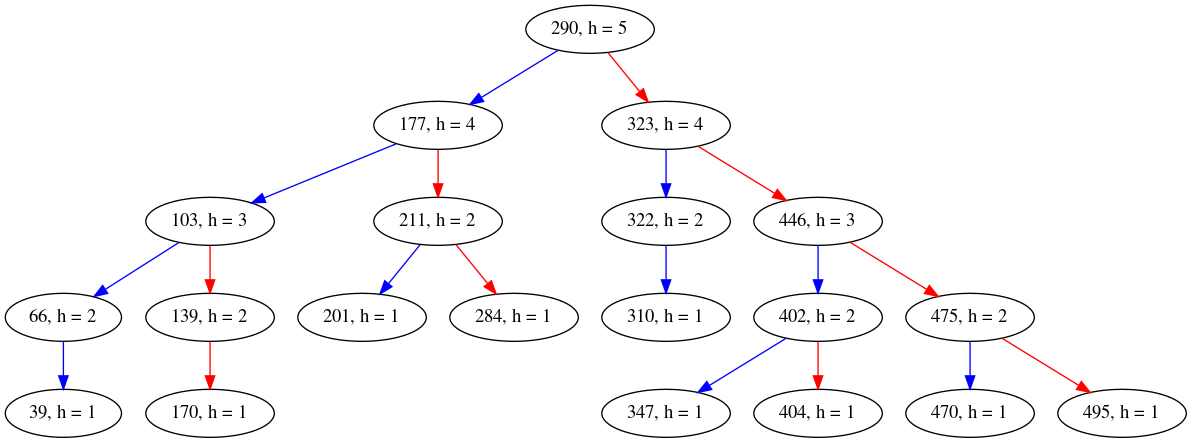 290, h = 5
177, h = 4
323, h = 4
103, h = 3
211, h = 2
322, h = 2
446, h = 3
66, h = 2
139, h = 2
201, h = 1
284, h = 1
310, h = 1
402, h = 2
475, h = 2
39, h = 1
170, h = 1
347, h = 1
404, h = 1
470, h = 1
495, h = 1